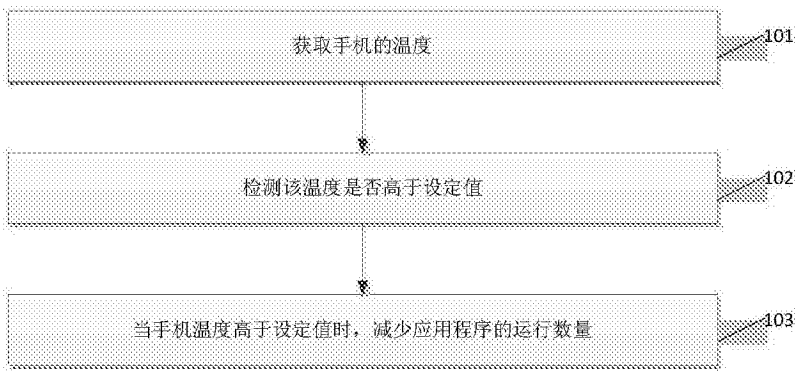 获取手机的温度
101
检测该温度是否高于设定值
102
当手机温度高于设定值时，减少应用程序的运行数量
103